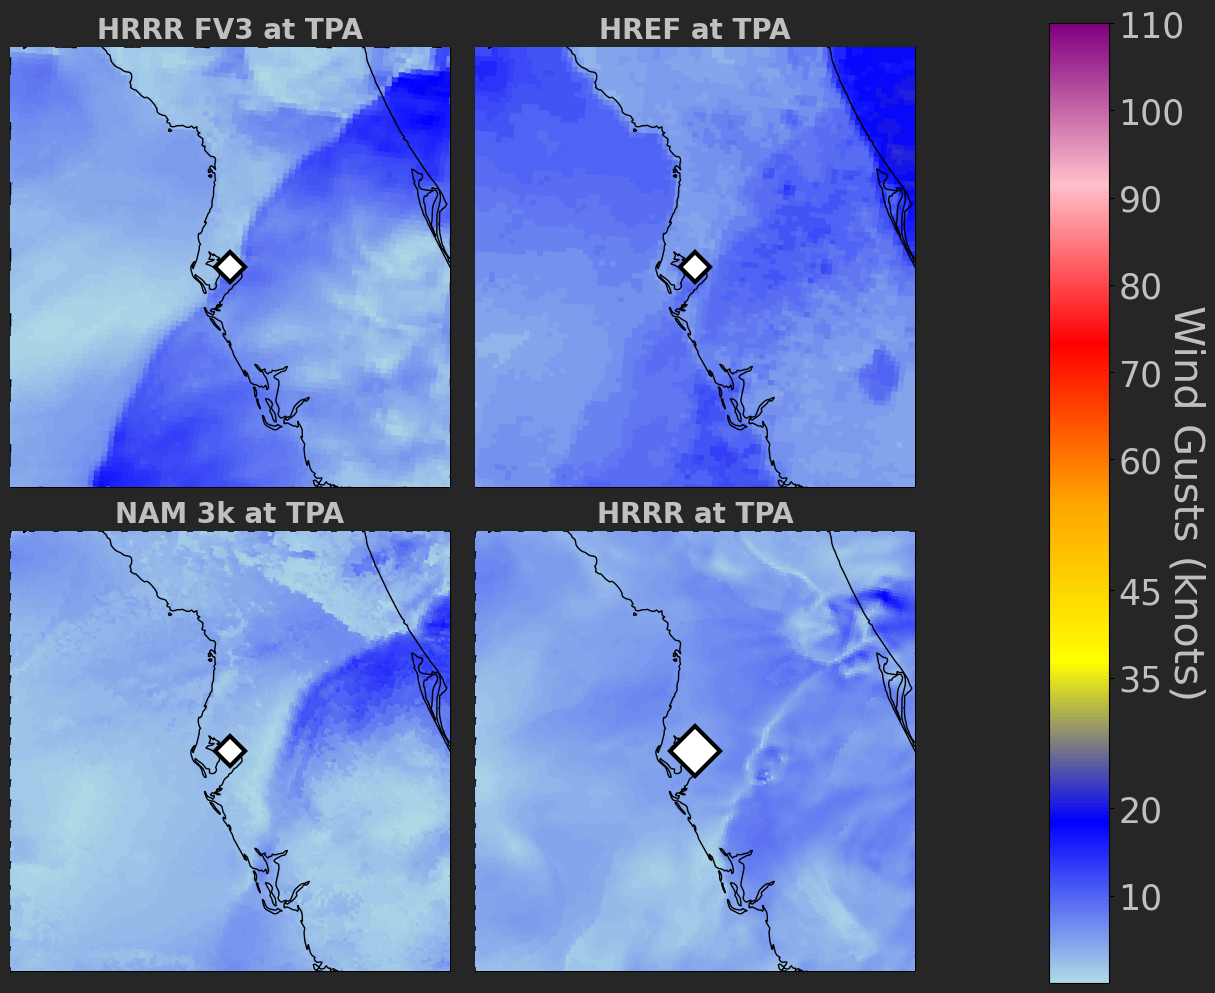 HRRR FV3 at TPA
HREF at TPA
NAM 3k at TPA
HRRR at TPA
110
100
90
80
70
60
45
35
20
10
Wind Gusts (knots)